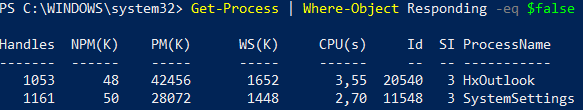 PS C:\WINDOWS\system32> Get-Process | Where-Object Responding -eq $false
Handles NPM(K) PM(K) WS(K) CPU(s) Id SI ProcessName
------- ------ ----- ----- ------ -- -- -----------
1053 48 42456 1652 3,55 20540 3 HxOutlook
1161 50 28072 1448 2,70 11548 3 SystemSettings